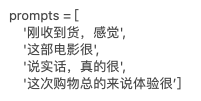 prompts = [
'刚收到货，感觉',
'这部电影很',
'说实话，真的很',
'这次购物总的来说体验很']